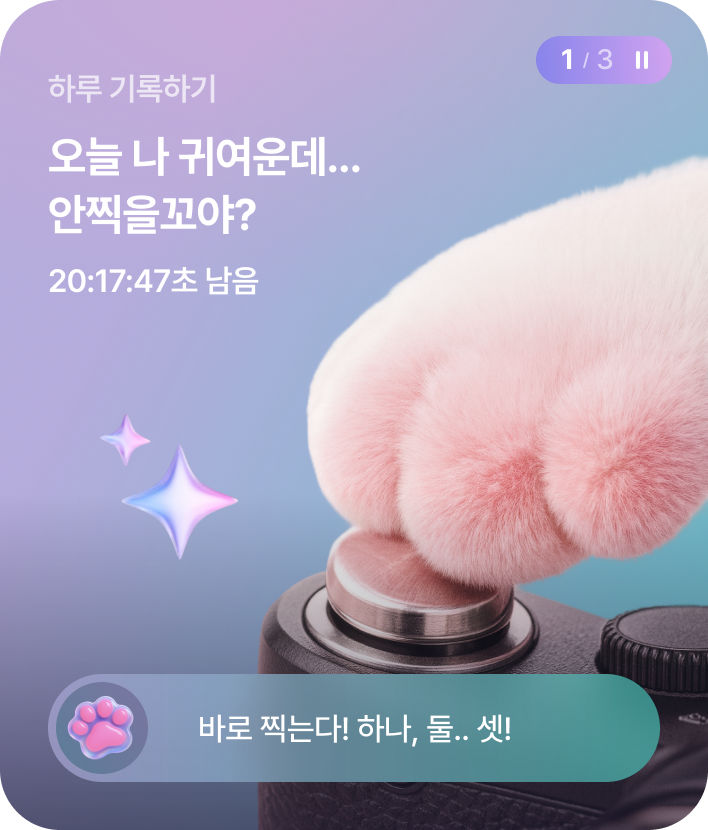 1 / 3
하루 기록하기
오늘 나 귀여운데...
안찍을꼬야?
20:17:47초 남음
바로 찍는다! 하나, 둘.. 셋!